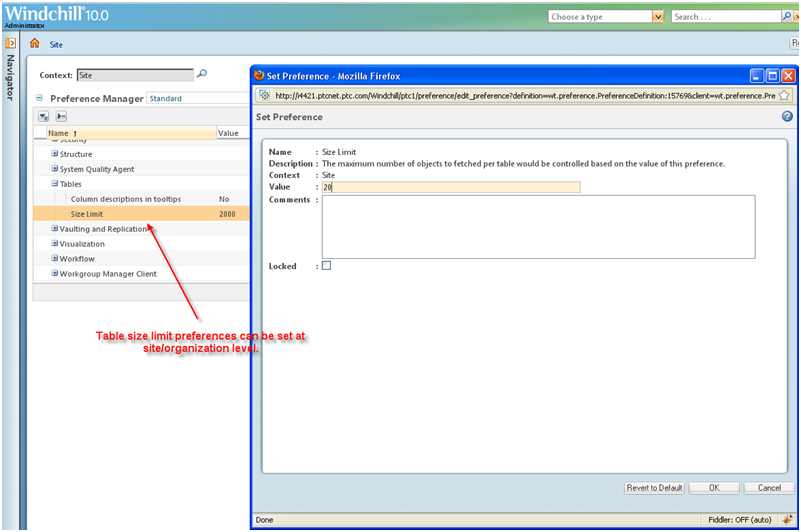 Windchill 10.0
Administrator
Choose a type
Search . . .
Site
Navigator
Context: Site
Preference Manager Standard
Name ↑ Value
Security
Structure
System Quality Agent
Tables
Column descriptions in tooltips No
Size Limit 2000
Vaulting and Replication
Visualization
Workflow
Workgroup Manager Client
Table size limit preferences can be set at
site/organization level.
Set Preference - Mozilla Firefox
http://i4421.ptcnet.ptc.com/Windchill/ptc1/preference/edit_preference?definition=wt.preference.PreferenceDefinition:15769&client=wt.preference.Pre
Set Preference
Name : Size Limit
Description : The maximum number of objects to fetched per table would be controlled based on the value of this preference.
Context : Site
Value : 20
Comments :
Locked :
Revert to Default OK Cancel
Done Fiddler: OFF (auto)